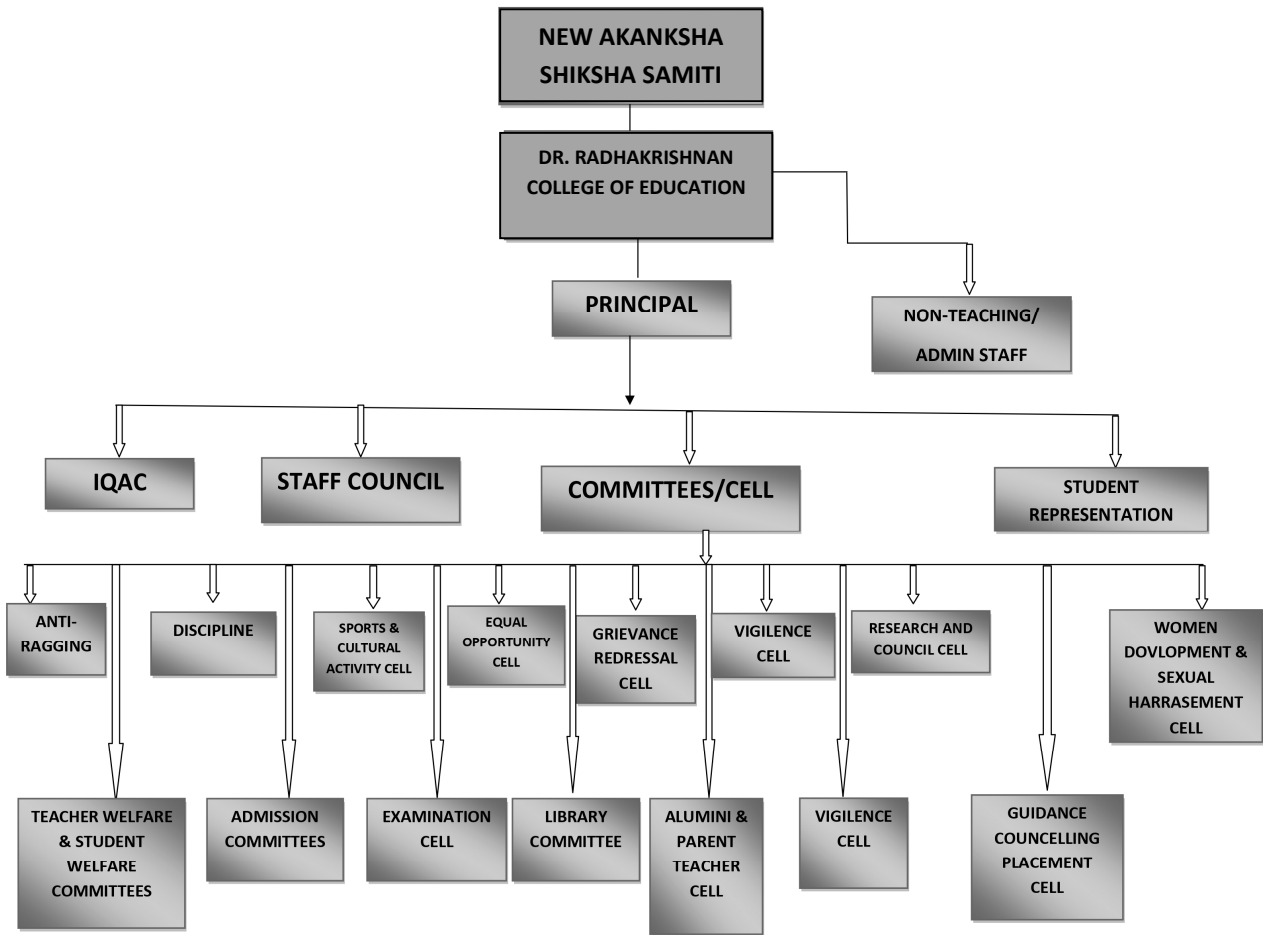 NEW AKANKSHA
SHIKSHA SAMITI
DR. RADHAKRISHNAN
COLLEGE OF EDUCATION
PRINCIPAL
NON-TEACHING/
ADMIN STAFF
IQAC
STAFF COUNCIL
COMMITTEES/CELL
STUDENT
REPRESENTATION
ANTI-
RAGGING
DISCIPLINE
SPORTS &
CULTURAL
ACTIVITY CELL
EQUAL
OPPORTUNITY
CELL
GRIEVANCE
REDRESSAL
CELL
VIGILENCE
CELL
RESEARCH AND
COUNCIL CELL
WOMEN
DOVLOPMENT &
SEXUAL
HARRASEMENT
CELL
TEACHER WELFARE
& STUDENT
WELFARE
COMMITTEES
ADMISSION
COMMITTEES
EXAMINATION
CELL
LIBRARY
COMMITTEE
ALUMINI &
PARENT
TEACHER
CELL
VIGILENCE
CELL
GUIDANCE
COUNCELLING
PLACEMENT
CELL